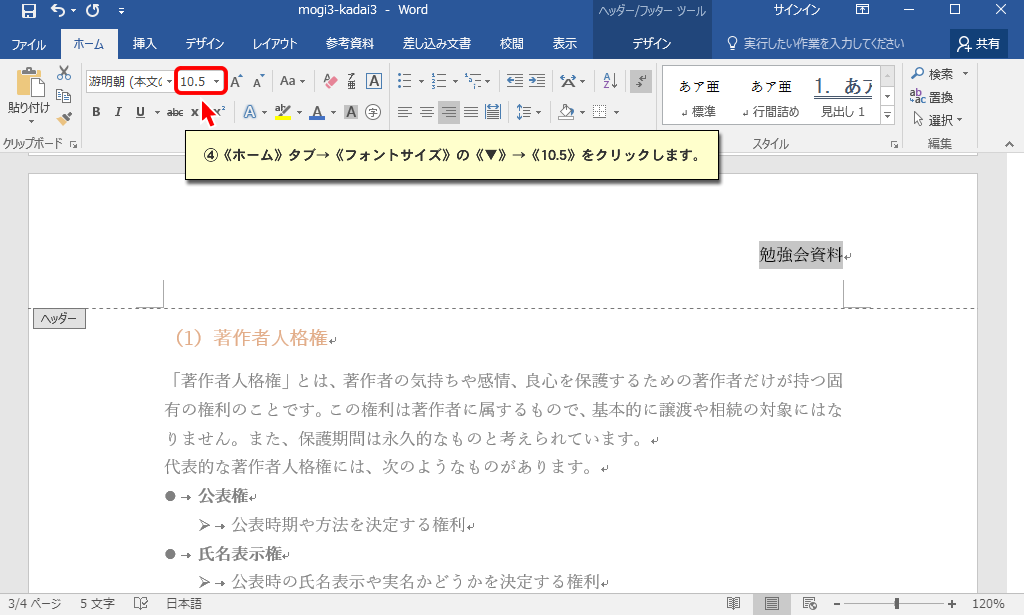 mogi3-kadai3 - Word
ヘッダー/フッター ツール
サインイン
ファイル ホーム 挿入 デザイン レイアウト 参考資料 差し込み文書 校閲 表示 デザイン 実行したい作業を入力してください 共有
貼り付け
游明朝 (本文の
10.5
Aa
B I U abc
クリップボード
あア亜 あア亜 1. あア
標準 行間詰め 見出し 1
スタイル
検索
置換
選択
編集
④《ホーム》タブ→《フォントサイズ》の《▼》→《10.5》をクリックします。
勉強会資料
ヘッダー
（1）著作者人格権
「著作者人格権」とは、著作者の気持ちや感情、良心を保護するための著作者だけが持つ固
有の権利のことです。この権利は著作者に属するもので、基本的に譲渡や相続の対象にはな
りません。また、保護期間は永久的なものと考えられています。
代表的な著作者人格権には、次のようなものがあります。
● → 公表権
➢ → 公表時期や方法を決定する権利
● → 氏名表示権
➢ → 公表時の氏名表示や実名かどうかを決定する権利
3/4 ページ 5 文字 日本語 120%